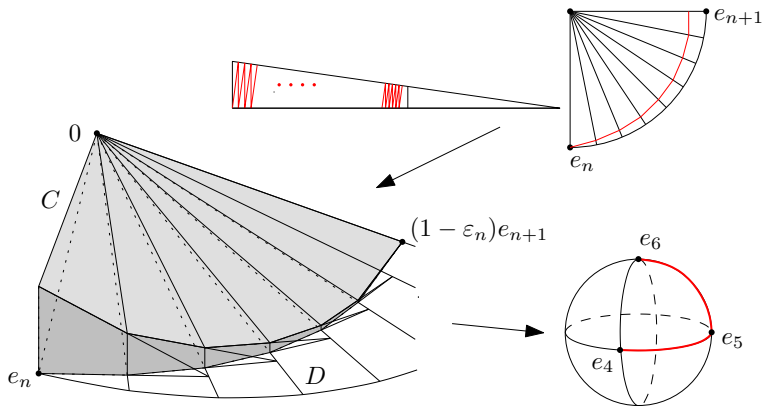 e_{n+1}
e_n
0
C
(1 − ε_n)e_{n+1}
e_6
e_5
e_4
e_n
D